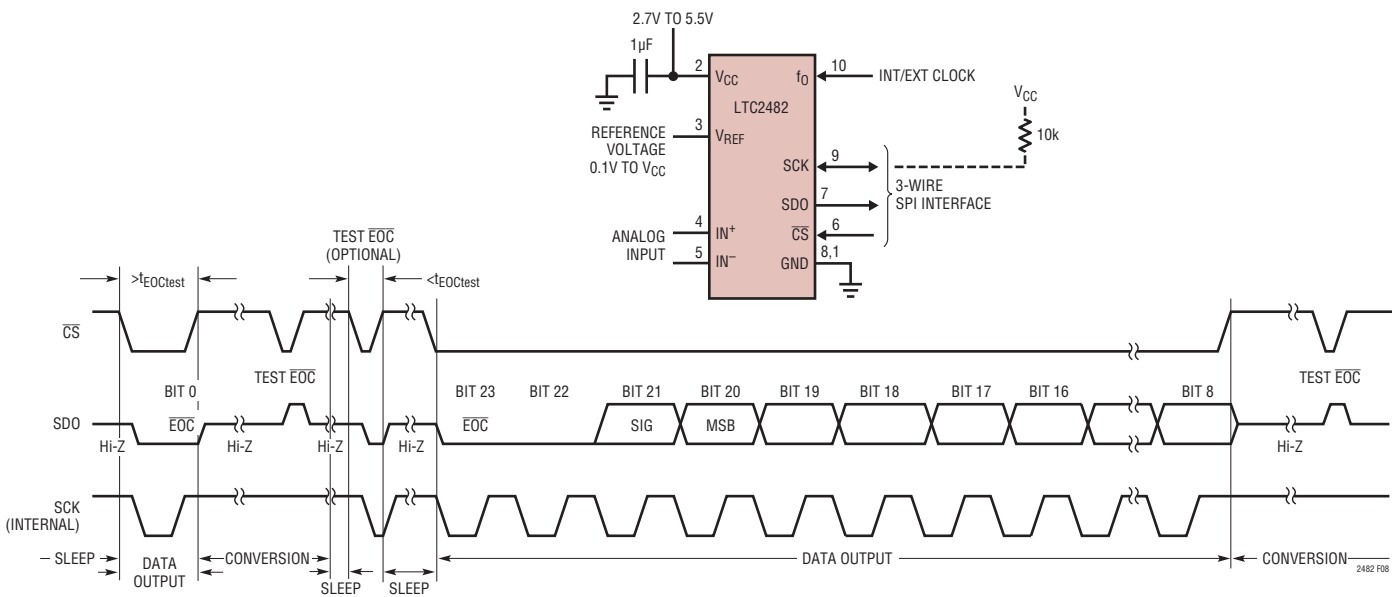 2.7V TO 5.5V
1µF
2
VCC
fO
10
INT/EXT CLOCK
LTC2482
VCC
10k
REFERENCE
VOLTAGE
0.1V TO VCC
3
VREF
SCK
9
SDO
7
3-WIRE
SPI INTERFACE
CS
6
ANALOG
INPUT
4
IN+
5
IN–
GND
8,1
TEST EOC
(OPTIONAL)
>tEOCtest
<tEOCtest
CS
BIT 0
TEST EOC
BIT 23
BIT 22
BIT 21
BIT 20
BIT 19
BIT 18
BIT 17
BIT 16
BIT 8
TEST EOC
SDO
EOC
EOC
SIG
MSB
Hi-Z
Hi-Z
Hi-Z
Hi-Z
Hi-Z
SCK
(INTERNAL)
SLEEP
DATA
OUTPUT
CONVERSION
SLEEP
SLEEP
DATA OUTPUT
CONVERSION
2482 F08